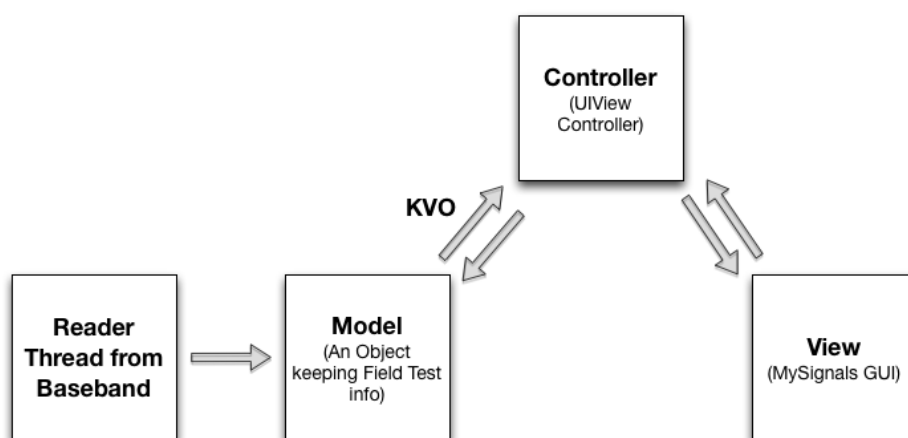 Controller
(UIView
Controller)
KVO
Reader
Thread from
Baseband
Model
(An Object
keeping Field Test
info)
View
(MySignals GUI)